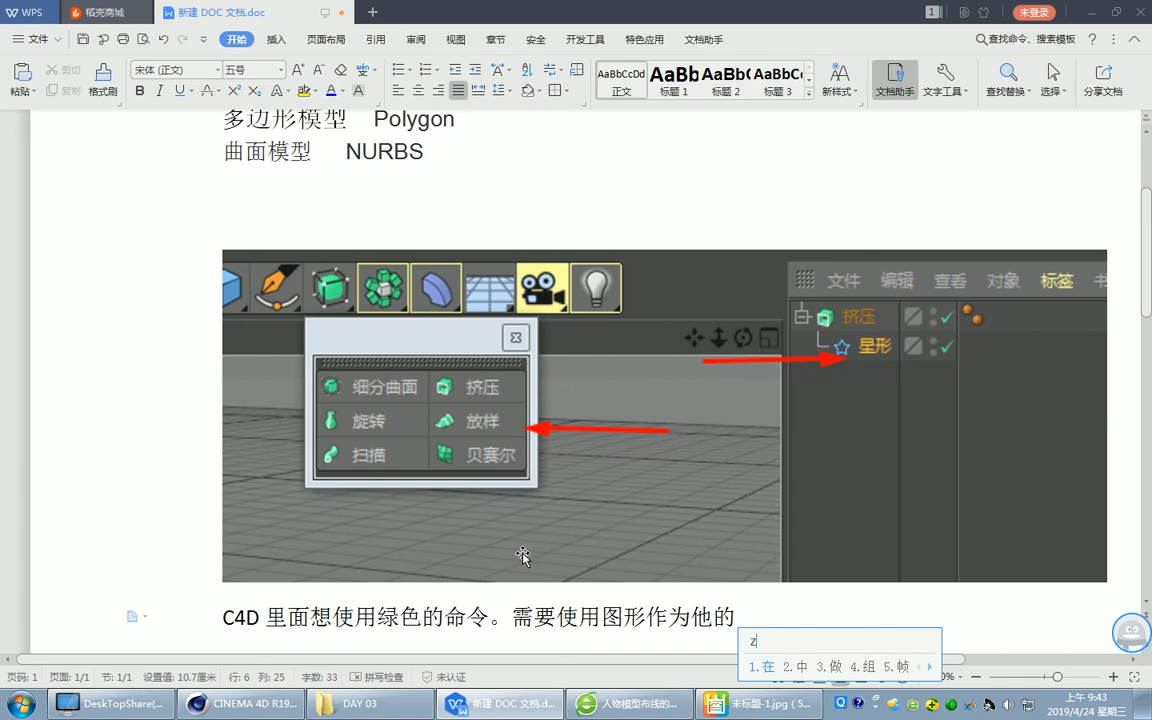 WPS 稻壳商城 新建 DOC 文档.doc 1 未登录
文件 开始 插入 页面布局 引用 审阅 视图 章节 安全 开发工具 特色应用 文档助手 查找命令、搜索模板
粘贴 剪切 复制 格式刷 宋体 (正文) 五号 AaBbCcDd 正文 AaBb 标题 1 AaBb( 标题 2 AaBbC 标题 3 新样式 文档助手 文字工具 查找替换 选择 分享文档
多边形模型 Polygon
曲面模型 NURBS
文件 编辑 查看 对象 标签 书
挤压
星形
细分曲面 挤压
旋转 放样
扫描 贝赛尔
C4D 里面想使用绿色的命令。需要使用图形作为他的
z
1.在 2.中 3.做 4.组 5.帧
页码: 1 页面: 1/1 节: 1/1 设置值: 10.7厘米 行: 6 列: 25 字数: 33 拼写检查 未认证
DeskTopShare(... CINEMA 4D R19... DAY 03 新建 DOC 文档.d... 人物模型布线的... 未标题-1.jpg ( 5... 上午 9:43
2019/4/24 星期三